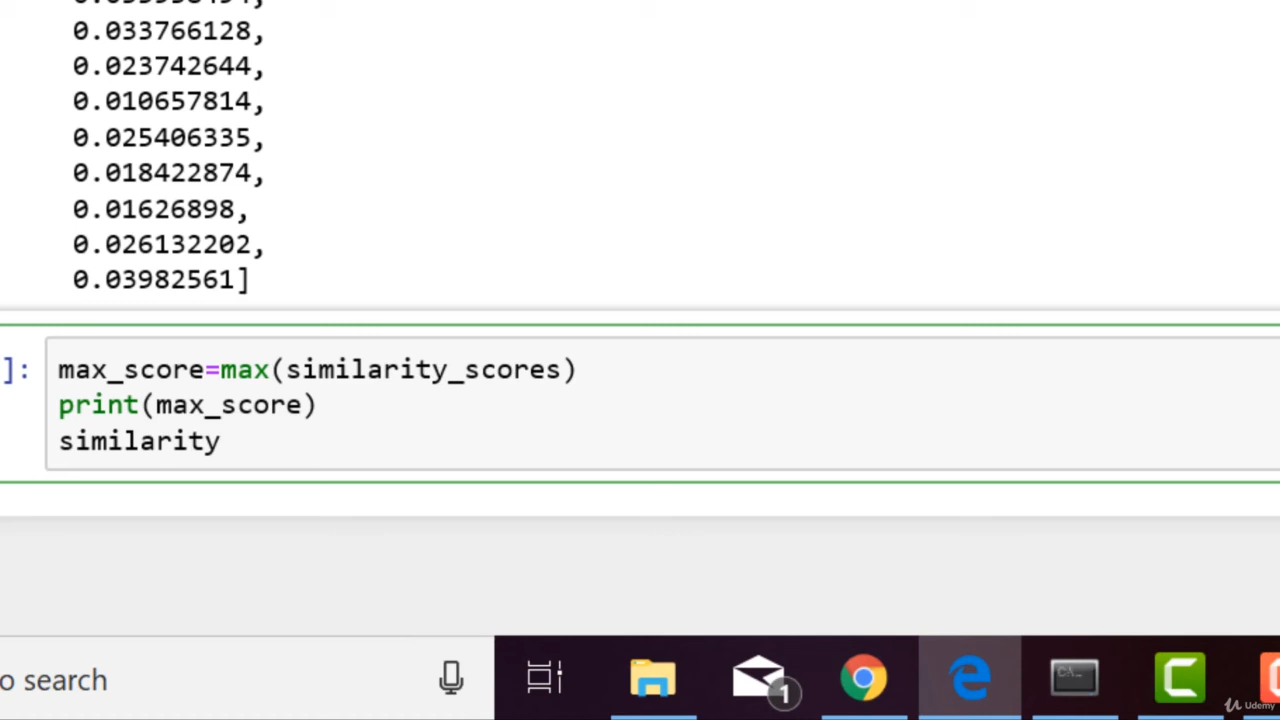 0.033766128,
0.023742644,
0.010657814,
0.025406335,
0.018422874,
0.01626898,
0.026132202,
0.03982561]
]:
max_score=max(similarity_scores)
print(max_score)
similarity
o search
1
Udemy